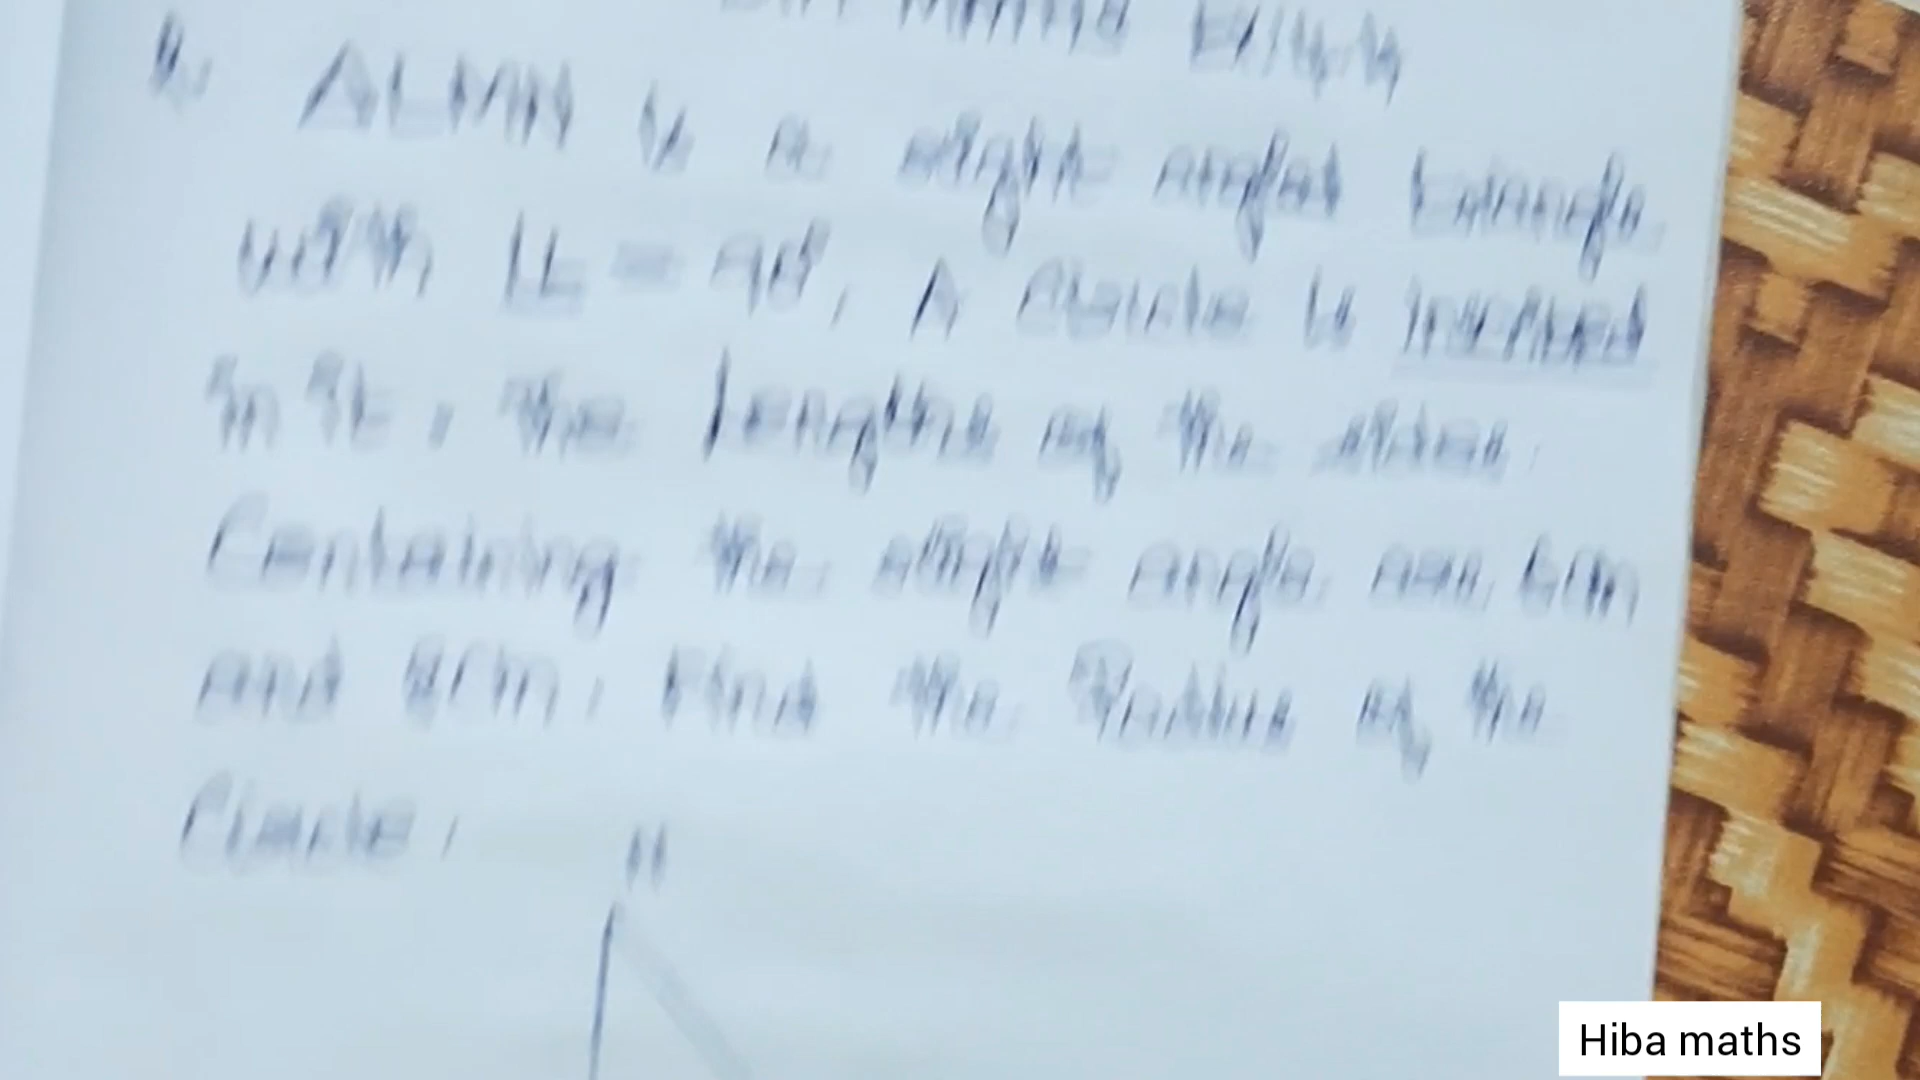 ΔLMN is a right angled triangle
with ∠L = 90°, A circle is inscribed
in it, the lengths of the sides
Containing the right angle are 6cm
and 8cm, Find the Radius of the
Circle.
Hiba maths